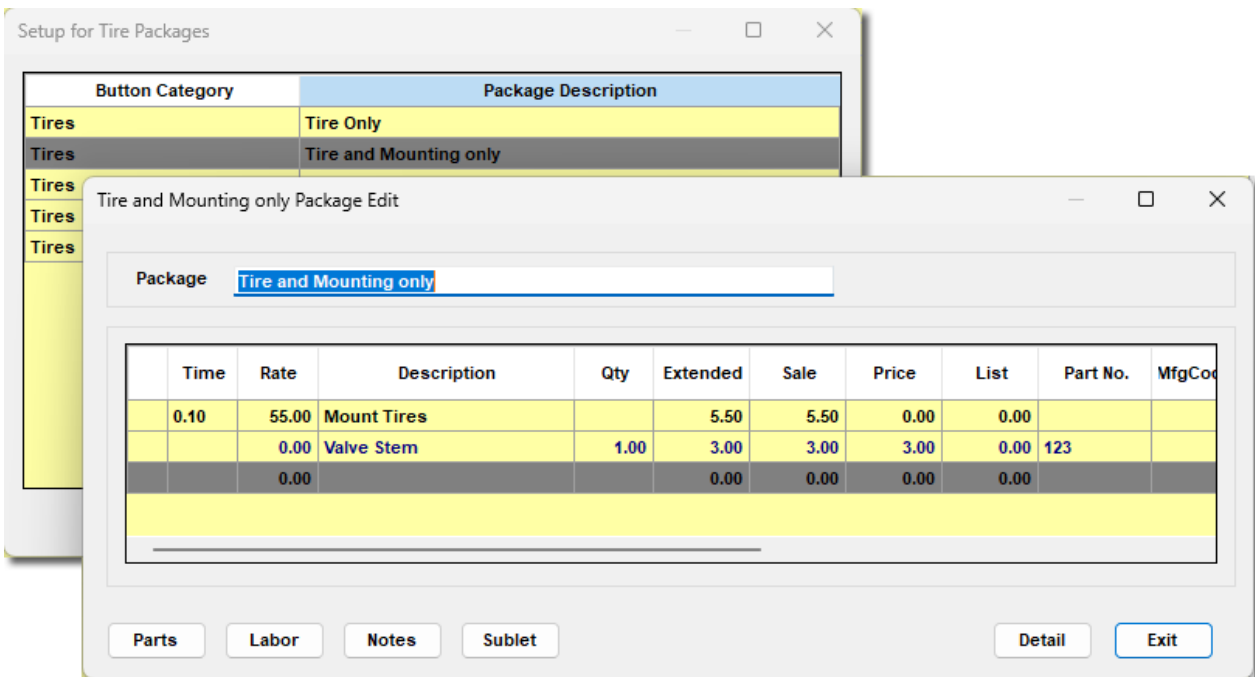 Setup for Tire Packages
Button Category Package Description
Tires Tire Only
Tires Tire and Mounting only
Tires
Tires
Tires
Tire and Mounting only Package Edit
Package Tire and Mounting only
Time Rate Description Qty Extended Sale Price List Part No. MfgCod
0.10 55.00 Mount Tires 5.50 5.50 0.00 0.00
0.00 Valve Stem 1.00 3.00 3.00 3.00 0.00 123
0.00 0.00 0.00 0.00 0.00
Parts Labor Notes Sublet Detail Exit